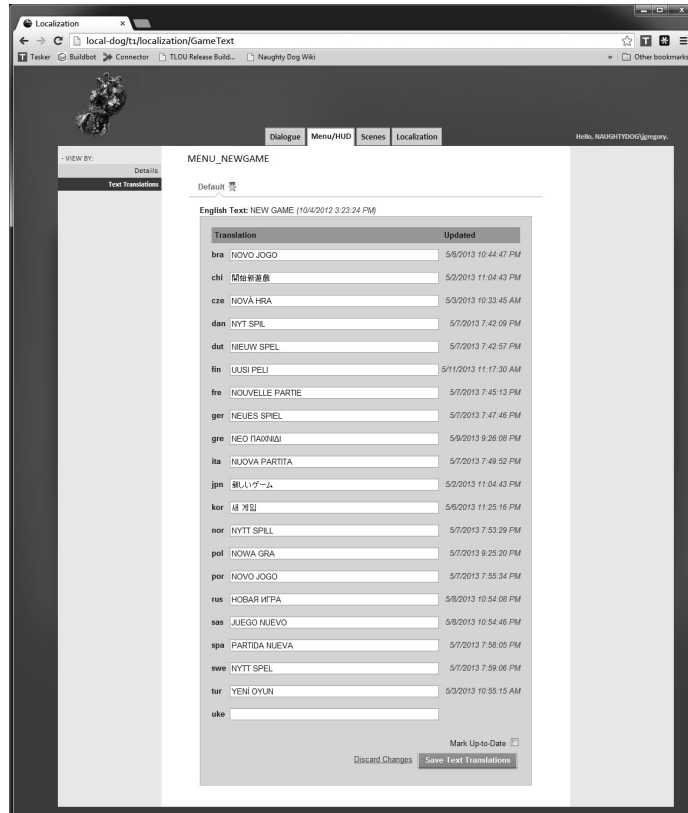 Localization ×
local-dog/t1/localization/GameText
Tasker Buildbot Connector TLOU Release Build... Naughty Dog Wiki » Other bookmarks
Dialogue Menu/HUD Scenes Localization Hello, NAUGHTYDOG\jgregory.
- VIEW BY:
Details
Text Translations
MENU_NEWGAME
Default
English Text: NEW GAME (10/4/2012 3:23:24 PM)
Translation Updated
bra NOVO JOGO 5/8/2013 10:44:47 PM
chi 開始新遊戲 5/2/2013 11:04:43 PM
cze NOVÁ HRA 5/3/2013 10:33:45 AM
dan NYT SPIL 5/7/2013 7:42:09 PM
dut NIEUW SPEL 5/7/2013 7:42:57 PM
fin UUSI PELI 5/11/2013 11:17:30 AM
fre NOUVELLE PARTIE 5/7/2013 7:45:13 PM
ger NEUES SPIEL 5/7/2013 7:47:46 PM
gre ΝΕΟ ΠΑΙΧΝΙΔΙ 5/9/2013 9:26:08 PM
ita NUOVA PARTITA 5/7/2013 7:49:52 PM
jpn 新しいゲーム 5/2/2013 11:04:43 PM
kor 새 게임 5/6/2013 11:25:16 PM
nor NYTT SPILL 5/7/2013 7:53:29 PM
pol NOWA GRA 5/7/2013 9:25:20 PM
por NOVO JOGO 5/7/2013 7:55:34 PM
rus НОВАЯ ИГРА 5/8/2013 10:54:08 PM
sas JUEGO NUEVO 5/8/2013 10:54:46 PM
spa PARTIDA NUEVA 5/7/2013 7:58:05 PM
swe NYTT SPEL 5/7/2013 7:59:06 PM
tur YENİ OYUN 5/3/2013 10:55:15 AM
uke
Mark Up-to-Date
Discard Changes Save Text Translations